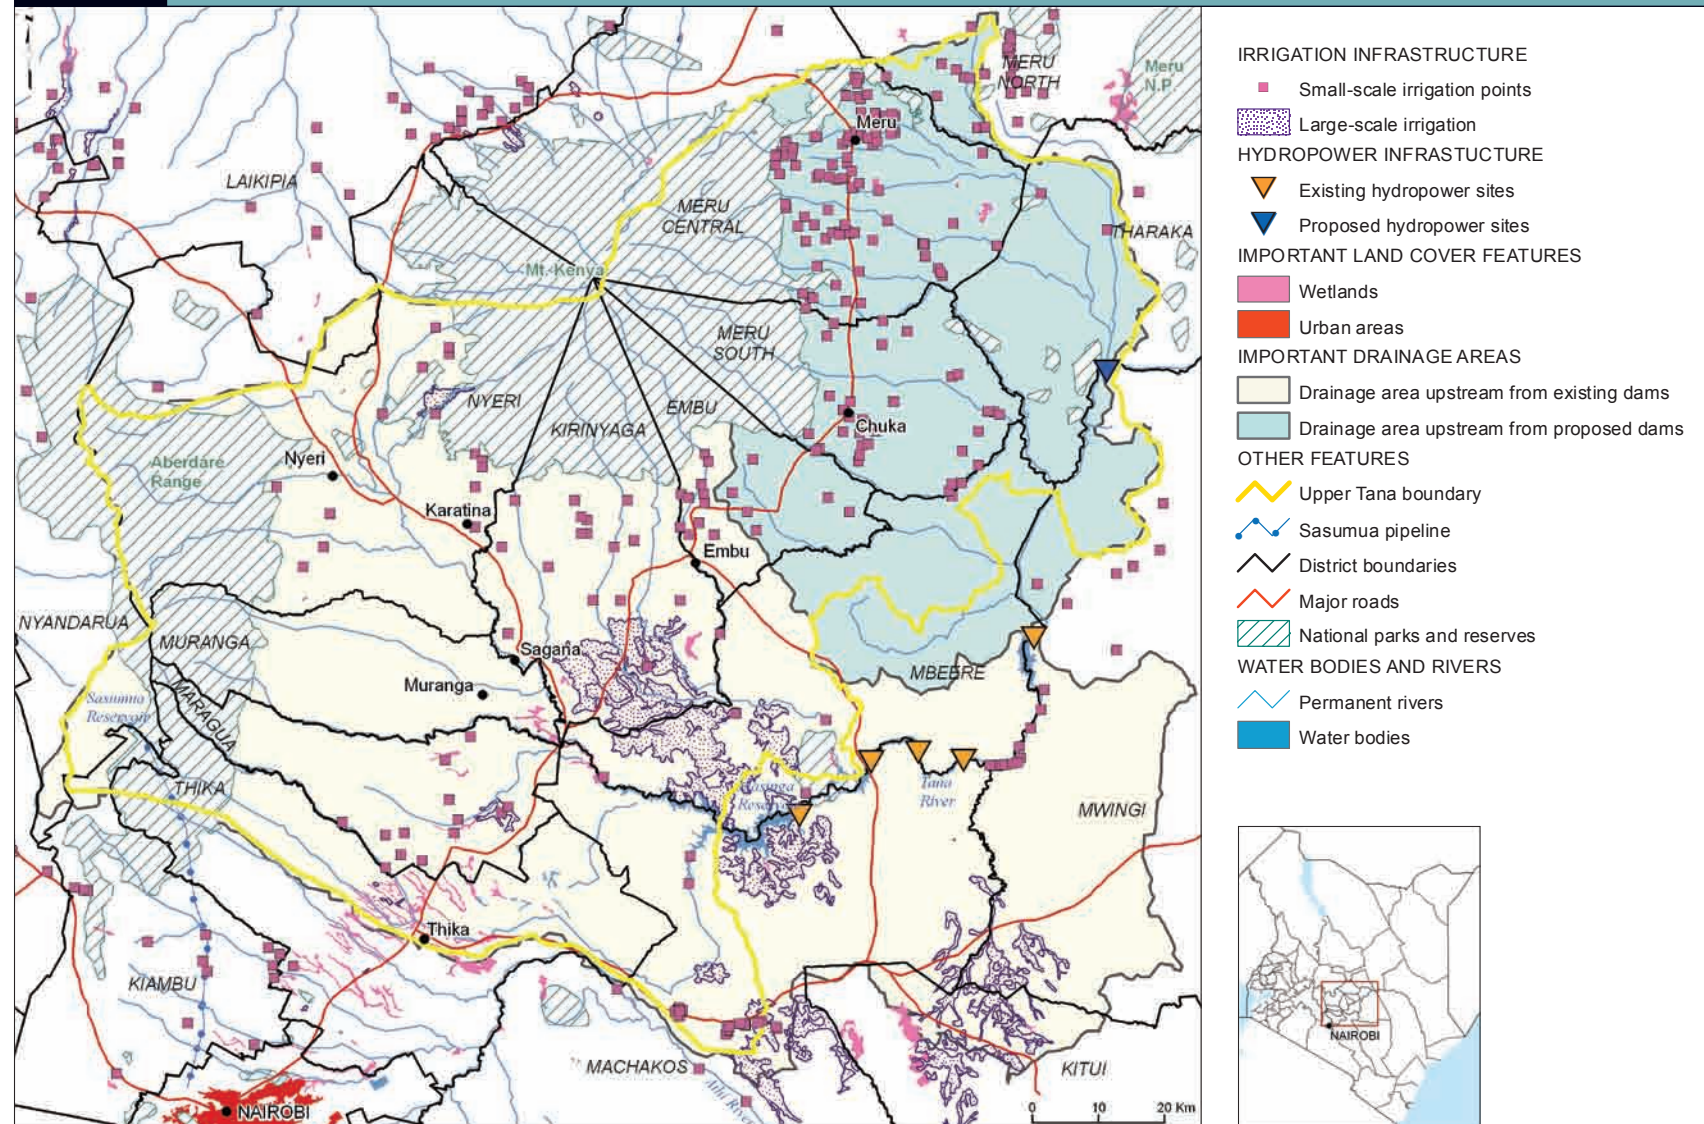 MERU
NORTH
Meru
N.P.
Meru
LAIKIPIA
MERU
CENTRAL
THARAKA
Mt. Kenya
MERU
SOUTH
NYERI
EMBU
KIRINYAGA
Chuka
Aberdare
Range
Nyeri
Karatina
Embu
NYANDARUA
MURANGA
Sagana
MBEERE
Muranga
MARAGUA
Sasumua
Reservoir
THIKA
Masinga
Reservoir
Tana
River
MWINGI
Thika
KIAMBU
MACHAKOS
KITUI
Athi River
NAIROBI
0 10 20 Km
IRRIGATION INFRASTRUCTURE
Small-scale irrigation points
Large-scale irrigation
HYDROPOWER INFRASTUCTURE
Existing hydropower sites
Proposed hydropower sites
IMPORTANT LAND COVER FEATURES
Wetlands
Urban areas
IMPORTANT DRAINAGE AREAS
Drainage area upstream from existing dams
Drainage area upstream from proposed dams
OTHER FEATURES
Upper Tana boundary
Sasumua pipeline
District boundaries
Major roads
National parks and reserves
WATER BODIES AND RIVERS
Permanent rivers
Water bodies
NAIROBI